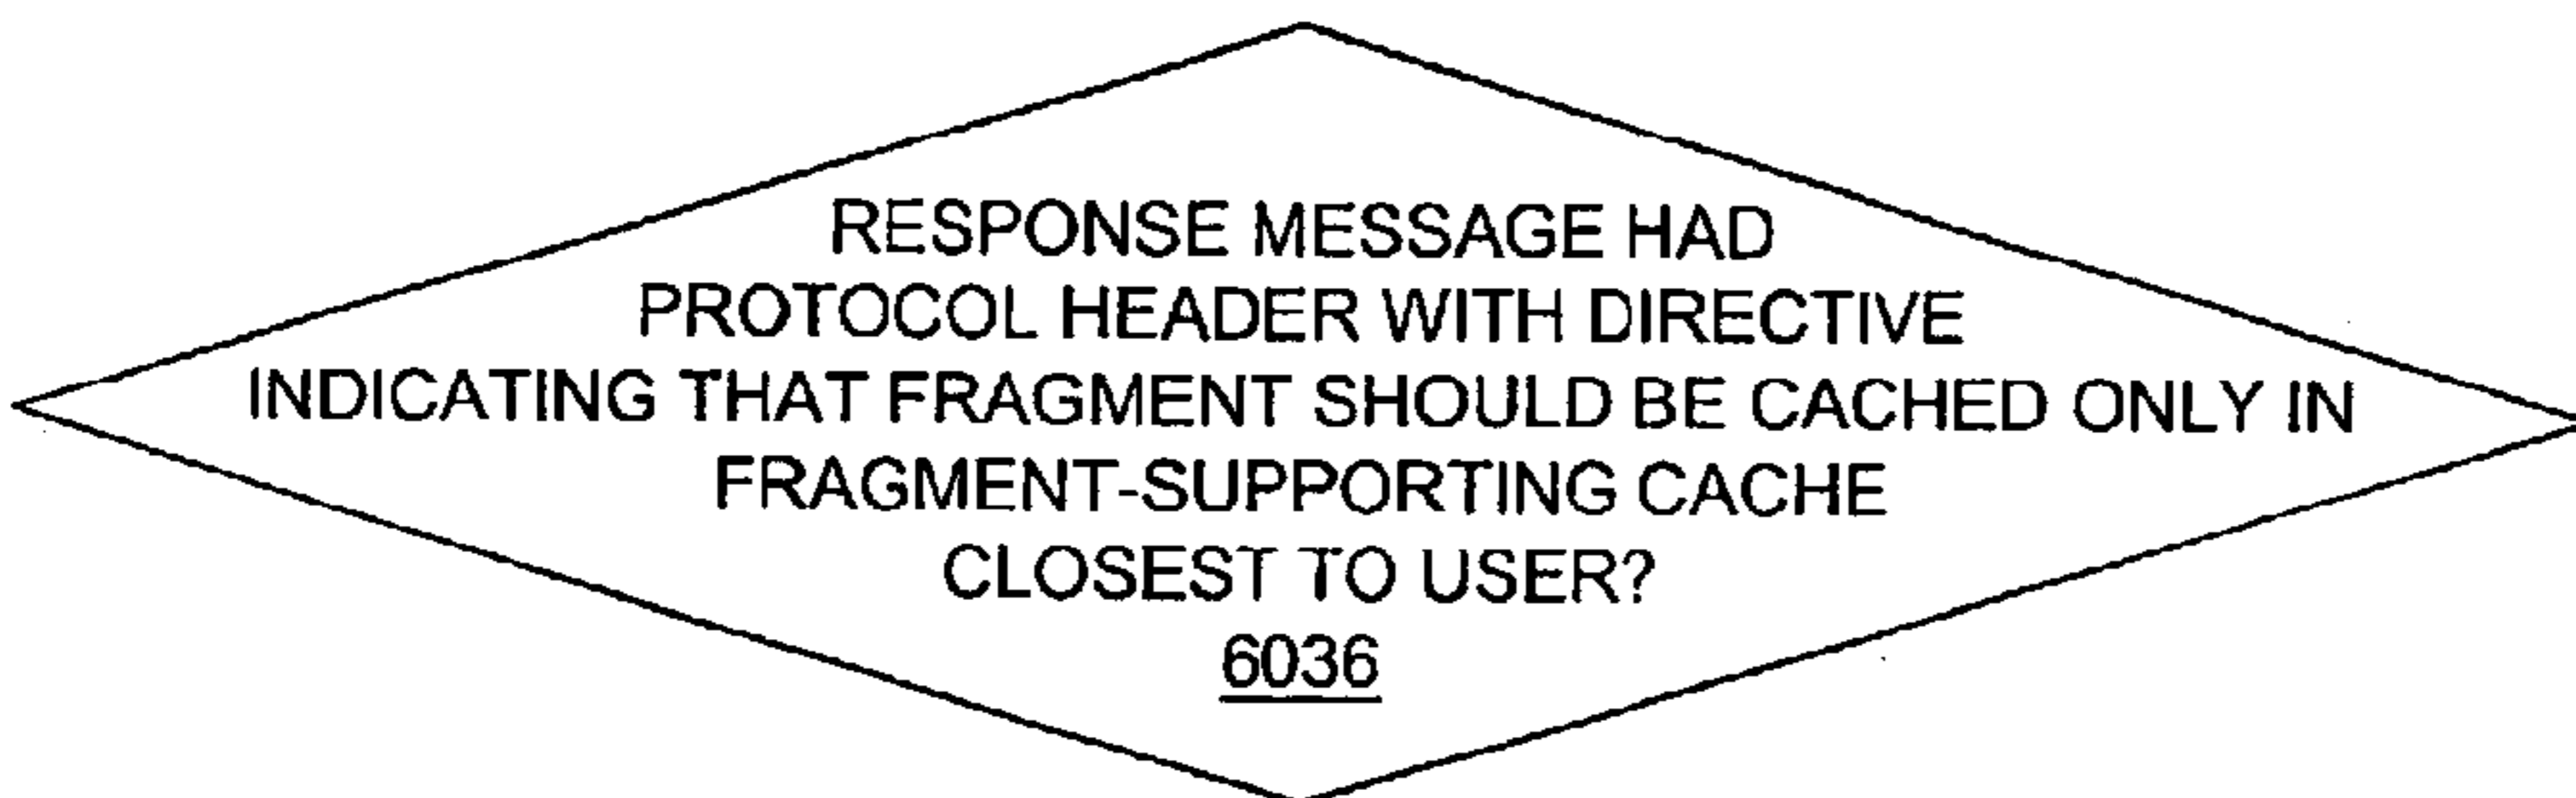 RESPONSE MESSAGE HAD
PROTOCOL HEADER WITH DIRECTIVE
INDICATING THAT FRAGMENT SHOULD BE CACHED ONLY IN
FRAGMENT-SUPPORTING CACHE
CLOSEST TO USER?
6036